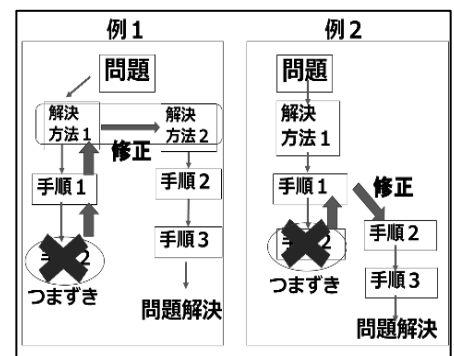 例１
問題
解決
方法１
解決
方法２
修正
手順１
手順２
手順３
つまずき
問題解決
例２
問題
解決
方法１
手順１
修正
手順２
つまずき
手順３
問題解決